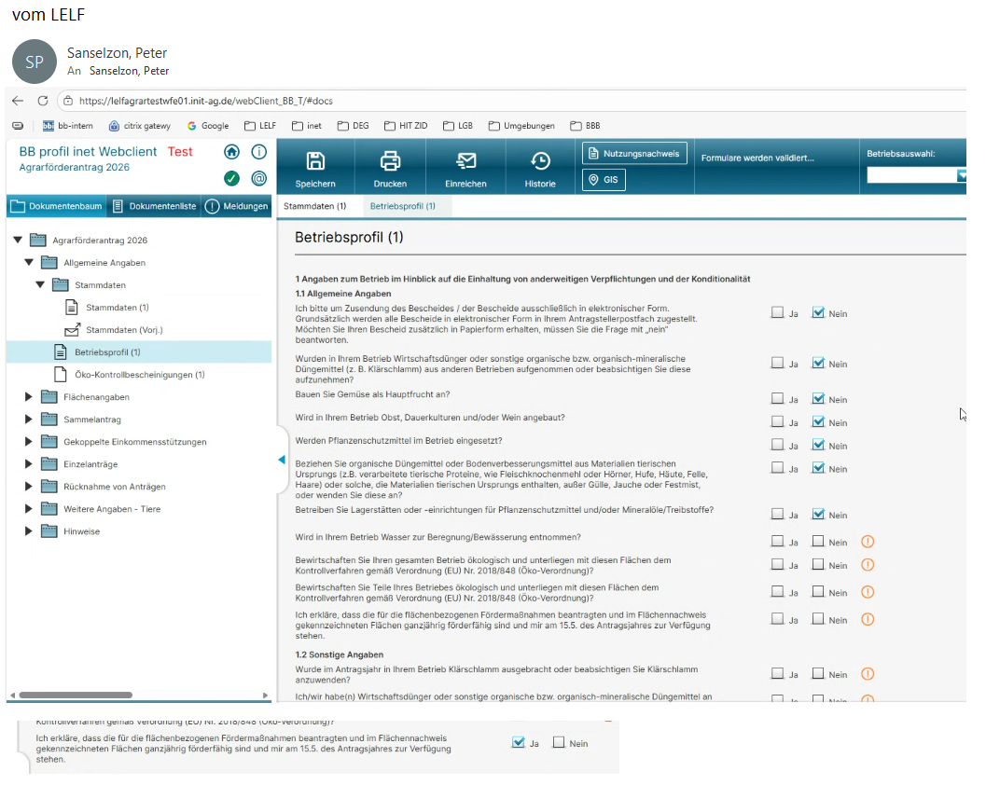 vom LELF
SP
Sanselzon, Peter
An Sanselzon, Peter
https://lelfagrartestwfe01.init-ag.de/webClient_BB_T/#docs
bb bb-intern
citrix gatewy
Google
LELF
inet
DEG
HIT ZID
LGB
Umgebungen
BBB
BB profil inet Webclient Test
Agrarförderantrag 2026
Speichern
Drucken
Einreichen
Historie
Nutzungsnachweis
GIS
Formulare werden validiert...
Betriebsauswahl:
Dokumentenbaum
Dokumentenliste
Meldungen
Stammdaten (1)
Betriebsprofil (1)
Agrarförderantrag 2026
Allgemeine Angaben
Stammdaten
Stammdaten (1)
Stammdaten (Vorj.)
Betriebsprofil (1)
Öko-Kontrollbescheinigungen (1)
Flächenangaben
Sammelantrag
Gekoppelte Einkommensstützungen
Einzelanträge
Rücknahme von Anträgen
Weitere Angaben - Tiere
Hinweise
Betriebsprofil (1)
1 Angaben zum Betrieb im Hinblick auf die Einhaltung von anderweitigen Verpflichtungen und der Konditionalität
1.1 Allgemeine Angaben
Ich bitte um Zusendung des Bescheides / der Bescheide ausschließlich in elektronischer Form.
Grundsätzlich werden alle Bescheide in elektronischer Form in Ihrem Antragstellerpostfach zugestellt.
Möchten Sie Ihren Bescheid zusätzlich in Papierform erhalten, müssen Sie die Frage mit „nein"
beantworten.
Ja Nein
Wurden in Ihrem Betrieb Wirtschaftsdünger oder sonstige organische bzw. organisch-mineralische
Düngemittel (z. B. Klärschlamm) aus anderen Betrieben aufgenommen oder beabsichtigen Sie diese
aufzunehmen?
Ja Nein
Bauen Sie Gemüse als Hauptfrucht an?
Ja Nein
Wird in Ihrem Betrieb Obst, Dauerkulturen und/oder Wein angebaut?
Ja Nein
Werden Pflanzenschutzmittel im Betrieb eingesetzt?
Ja Nein
Beziehen Sie organische Düngemittel oder Bodenverbesserungsmittel aus Materialien tierischen
Ursprungs (z.B. verarbeitete tierische Proteine, wie Fleischknochenmehl oder Hörner, Hufe, Häute, Felle,
Haare) oder solche, die Materialien tierischen Ursprungs enthalten, außer Gülle, Jauche oder Festmist,
oder wenden Sie diese an?
Ja Nein
Betreiben Sie Lagerstätten oder -einrichtungen für Pflanzenschutzmittel und/oder Mineralöle/Treibstoffe?
Ja Nein
Wird in Ihrem Betrieb Wasser zur Beregnung/Bewässerung entnommen?
Ja Nein
Bewirtschaften Sie Ihren gesamten Betrieb ökologisch und unterliegen mit diesen Flächen dem
Kontrollverfahren gemäß Verordnung (EU) Nr. 2018/848 (Öko-Verordnung)?
Ja Nein
Bewirtschaften Sie Teile Ihres Betriebes ökologisch und unterliegen mit diesen Flächen dem
Kontrollverfahren gemäß Verordnung (EU) Nr. 2018/848 (Öko-Verordnung)?
Ja Nein
Ich erkläre, dass die für die flächenbezogenen Fördermaßnahmen beantragten und im Flächennachweis
gekennzeichneten Flächen ganzjährig förderfähig sind und mir am 15.5. des Antragsjahres zur Verfügung
stehen.
Ja Nein
1.2 Sonstige Angaben
Wurde im Antragsjahr in Ihrem Betrieb Klärschlamm ausgebracht oder beabsichtigen Sie Klärschlamm
anzuwenden?
Ja Nein
Ich/wir habe(n) Wirtschaftsdünger oder sonstige organische bzw. organisch-mineralische Düngemittel an
Ja Nein
Kontrollverfahren gemäß Verordnung (EU) Nr. 2018/848 (Öko-Verordnung)?
Ich erkläre, dass die für die flächenbezogenen Fördermaßnahmen beantragten und im Flächennachweis
gekennzeichneten Flächen ganzjährig förderfähig sind und mir am 15.5. des Antragsjahres zur Verfügung
stehen.
Ja Nein